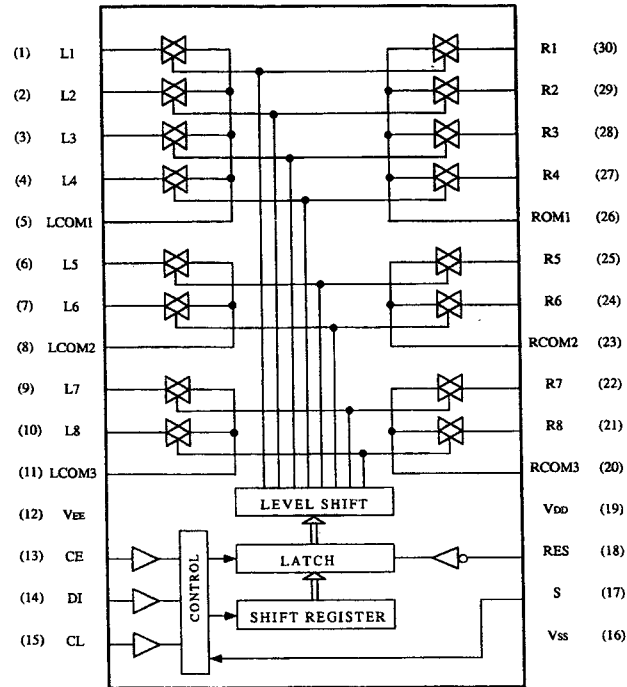 (1) L1 R1 (30)
(2) L2 R2 (29)
(3) L3 R3 (28)
(4) L4 R4 (27)
(5) LCOM1 ROM1 (26)
(6) L5 R5 (25)
(7) L6 R6 (24)
(8) LCOM2 RCOM2 (23)
(9) L7 R7 (22)
(10) L8 R8 (21)
(11) LCOM3 RCOM3 (20)
LEVEL SHIFT
(12) VEE VDD (19)
(13) CE LATCH RES (18)
CONTROL
(14) DI SHIFT REGISTER S (17)
(15) CL VSS (16)